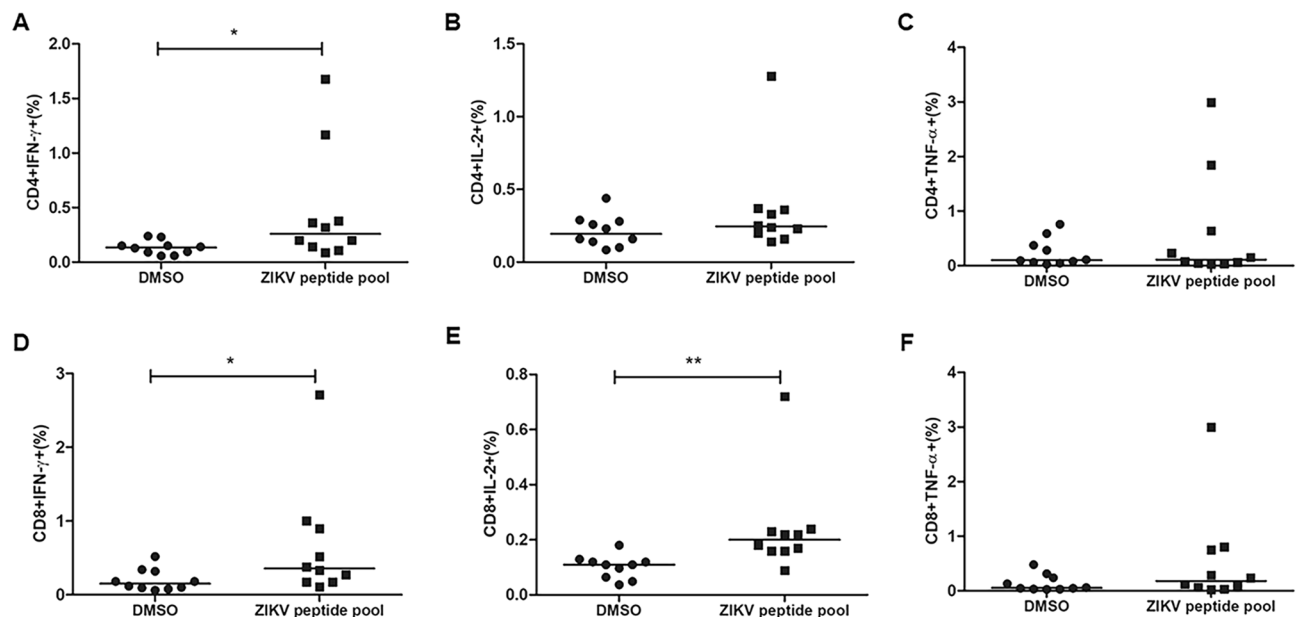 A
CD4+IFN-γ+(%)
2.0
1.5
1.0
0.5
0.0
*
DMSO
ZIKV peptide pool
B
CD4+IL-2+(%)
1.5
1.0
0.5
0.0
DMSO
ZIKV peptide pool
C
CD4+TNF-α+(%)
4
3
2
1
0
DMSO
ZIKV peptide pool
D
CD8+IFN-γ+(%)
3
2
1
0
*
DMSO
ZIKV peptide pool
E
CD8+IL-2+(%)
0.8
0.6
0.4
0.2
0.0
**
DMSO
ZIKV peptide pool
F
CD8+TNF-α+(%)
4
3
2
1
0
DMSO
ZIKV peptide pool